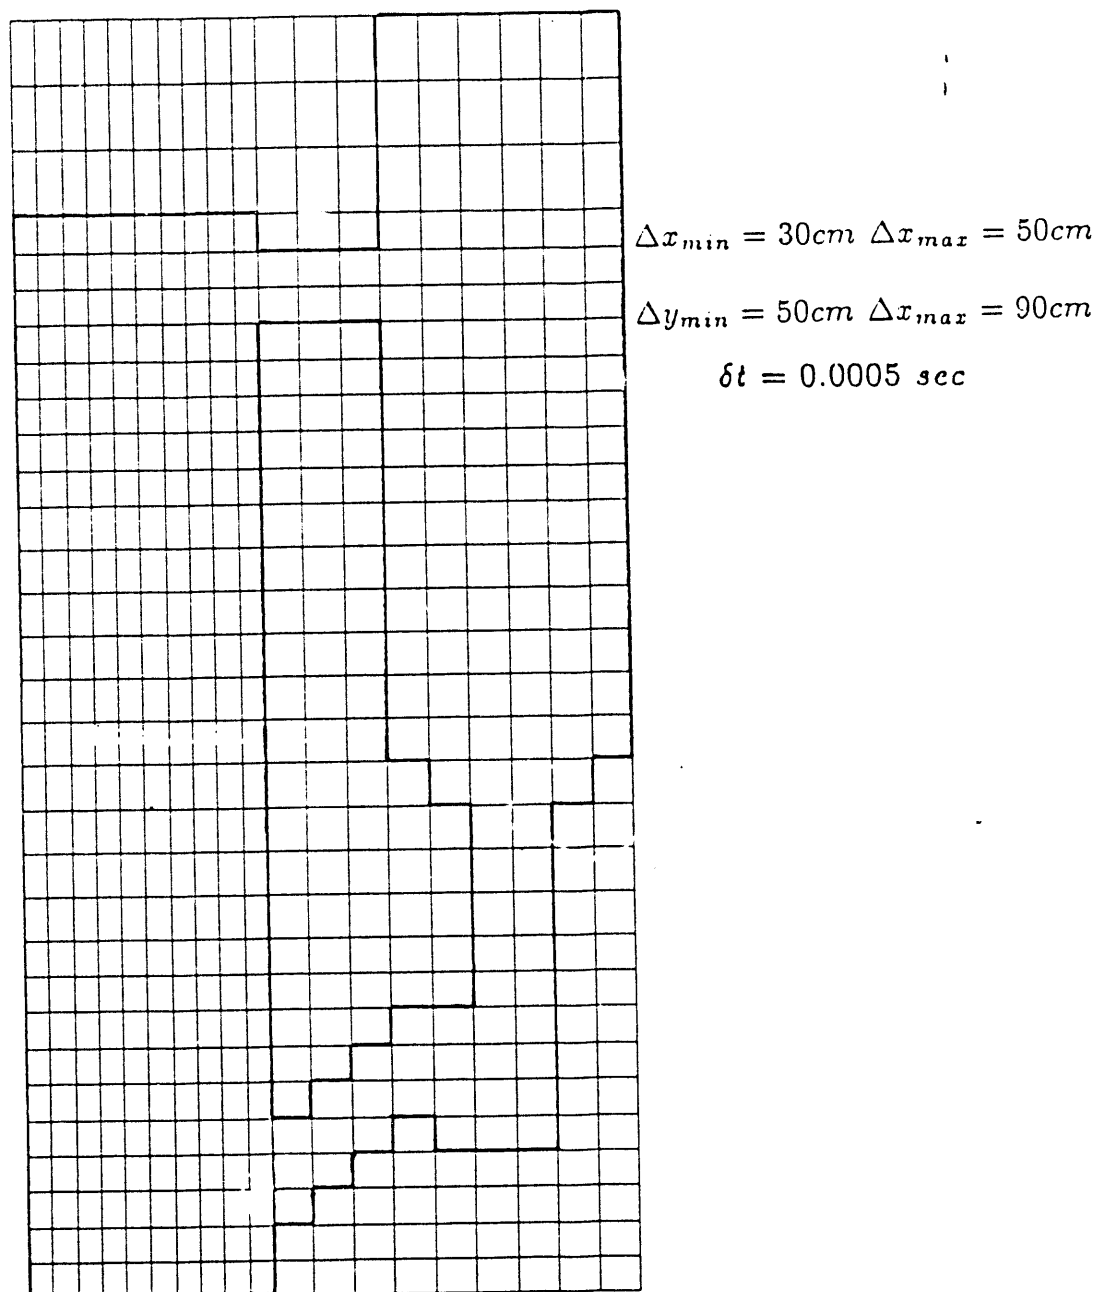 Δx_min = 30cm Δx_max = 50cm
Δy_min = 50cm Δx_max = 90cm
δt = 0.0005 sec